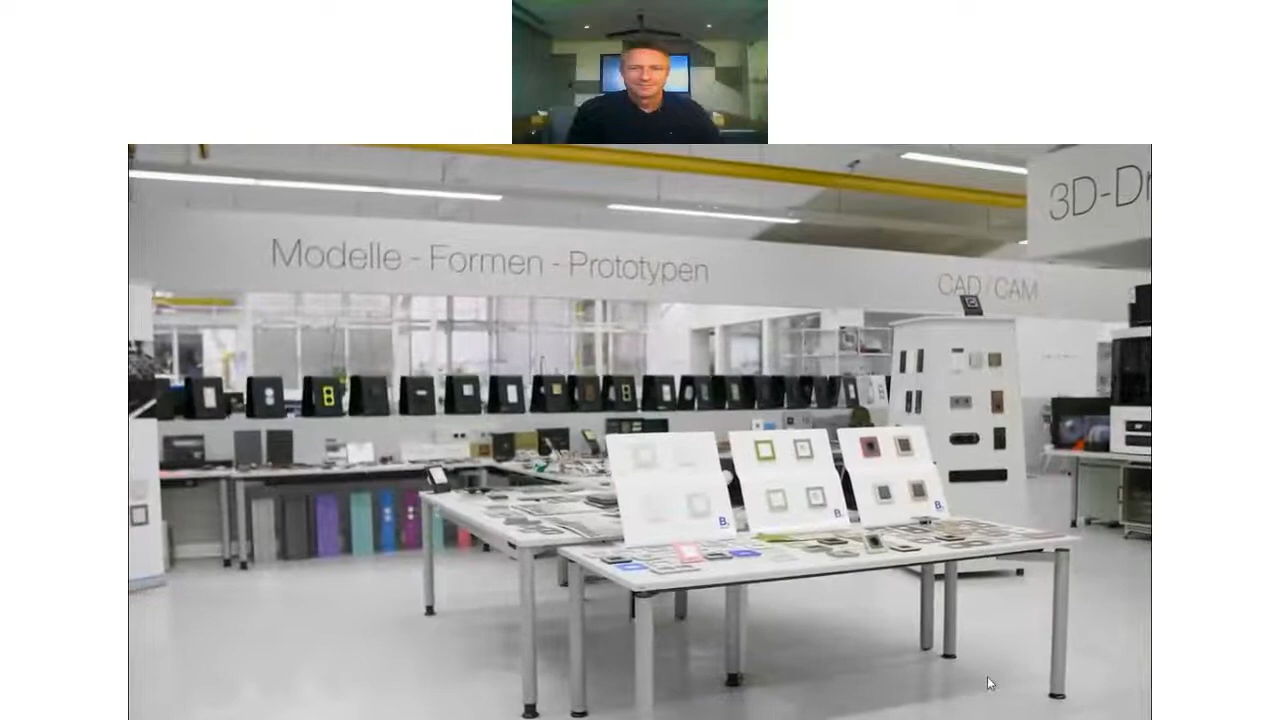 3D-Dr
Modelle - Formen - Prototypen
CAD/CAM
B.
B.
B.